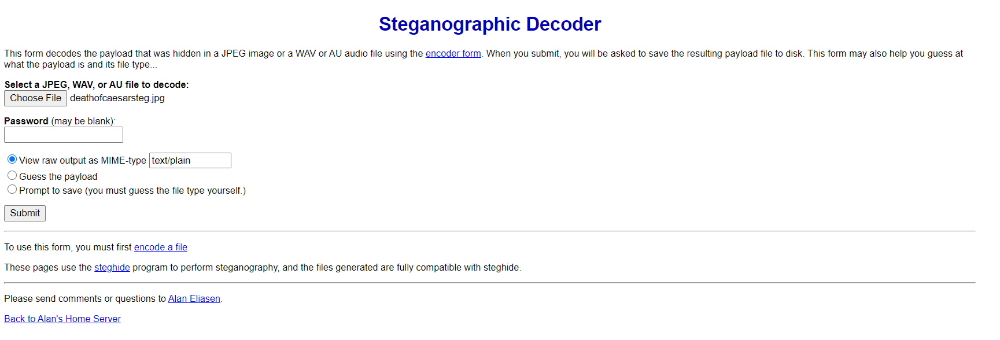 Steganographic Decoder
This form decodes the payload that was hidden in a JPEG image or a WAV or AU audio file using the encoder form. When you submit, you will be asked to save the resulting payload file to disk. This form may also help you guess at
what the payload is and its file type...
Select a JPEG, WAV, or AU file to decode:
Choose File deathofcaesarsteg.jpg
Password (may be blank):
View raw output as MIME-type text/plain
Guess the payload
Prompt to save (you must guess the file type yourself.)
Submit
To use this form, you must first encode a file.
These pages use the steghide program to perform steganography, and the files generated are fully compatible with steghide.
Please send comments or questions to Alan Eliasen.
Back to Alan's Home Server